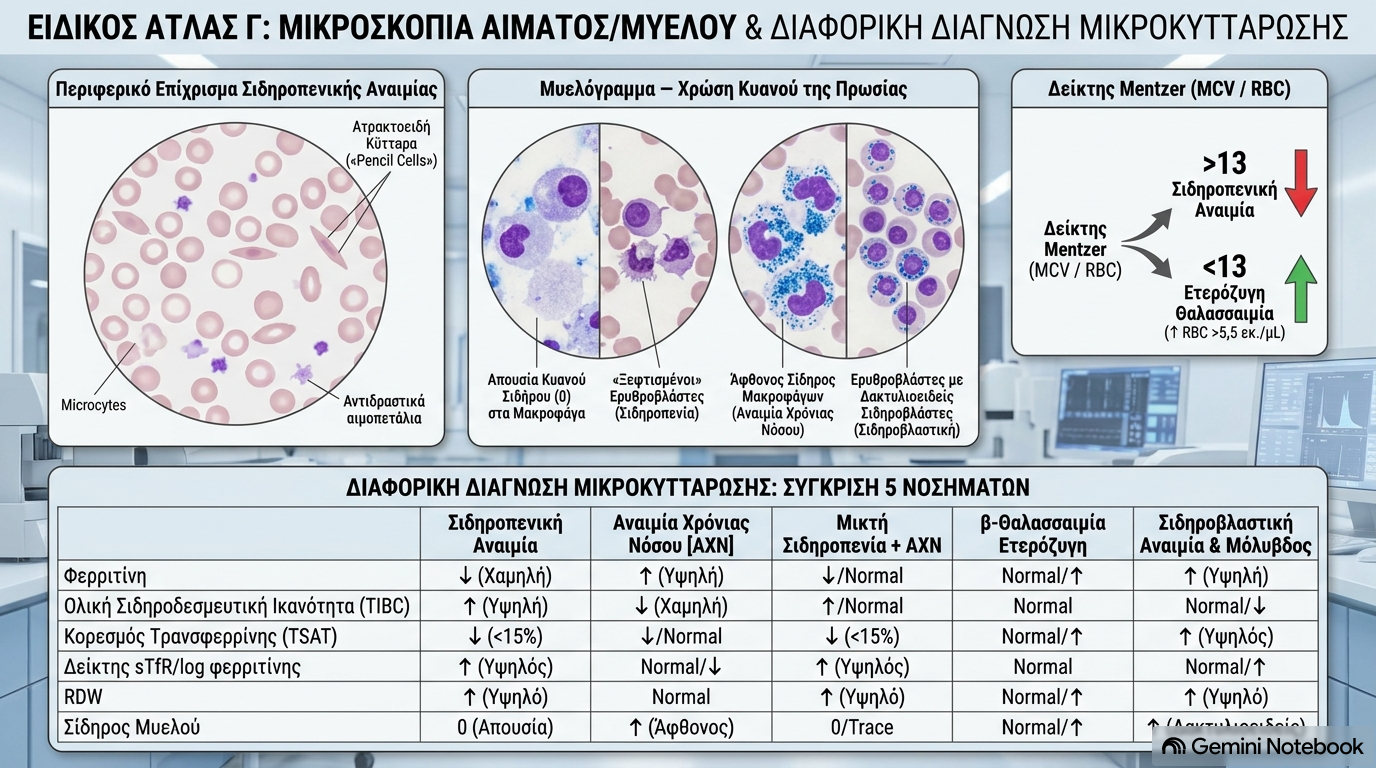 ΕΙΔΙΚΟΣ ΑΤΛΑΣ Γ: ΜΙΚΡΟΣΚΟΠΙΑ ΑΙΜΑΤΟΣ/ΜΥΕΛΟΥ & ΔΙΑΦΟΡΙΚΗ ΔΙΑΓΝΩΣΗ ΜΙΚΡΟΚΥΤΤΑΡΩΣΗΣ
Περιφερικό Επίχρισμα Σιδηροπενικής Αναιμίας
Ατρακτοειδή
Κύτταρα
(«Pencil Cells»)
Microcytes
Αντιδραστικά
αιμοπετάλια
Μυελόγραμμα — Χρώση Κυανού της Πρωσίας
Απουσία Κυανού
Σιδήρου (0)
στα Μακροφάγα
«Ξεφτισμένοι»
Ερυθροβλάστες
(Σιδηροπενία)
Άφθονος Σίδηρος
Μακροφάγων
(Αναιμία Χρόνιας
Νόσου)
Ερυθροβλάστες με
Δακτυλιοειδείς
Σιδηροβλάστες
(Σιδηροβλαστική)
Δείκτης Mentzer (MCV / RBC)
Δείκτης
Mentzer
(MCV / RBC)
>13
Σιδηροπενική
Αναιμία
<13
Ετερόζυγη
Θαλασσαιμία
(↑ RBC >5,5 εκ./μL)
ΔΙΑΦΟΡΙΚΗ ΔΙΑΓΝΩΣΗ ΜΙΚΡΟΚΥΤΤΑΡΩΣΗΣ: ΣΥΓΚΡΙΣΗ 5 ΝΟΣΗΜΑΤΩΝ
Σιδηροπενική Αναιμία | Αναιμία Χρόνιας Νόσου [ΑΧΝ] | Μικτή Σιδηροπενία + ΑΧΝ | β-Θαλασσαιμία Ετερόζυγη | Σιδηροβλαστική Αναιμία & Μόλυβδος
Φερριτίνη | ↓ (Χαμηλή) | ↑ (Υψηλή) | ↓/Normal | Normal/↑ | ↑ (Υψηλή)
Ολική Σιδηροδεσμευτική Ικανότητα (TIBC) | ↑ (Υψηλή) | ↓ (Χαμηλή) | ↑/Normal | Normal | Normal/↓
Κορεσμός Τρανσφερρίνης (TSAT) | ↓ (<15%) | ↓/Normal | ↓ (<15%) | Normal/↑ | ↑ (Υψηλός)
Δείκτης sTfR/log φερριτίνης | ↑ (Υψηλός) | Normal/↓ | ↑ (Υψηλός) | Normal | Normal/↑
RDW | ↑ (Υψηλό) | Normal | ↑ (Υψηλό) | Normal/↑ | ↑ (Υψηλό)
Σίδηρος Μυελού | 0 (Απουσία) | ↑ (Άφθονος) | 0/Trace | Normal/↑ | ↑
Gemini Notebook